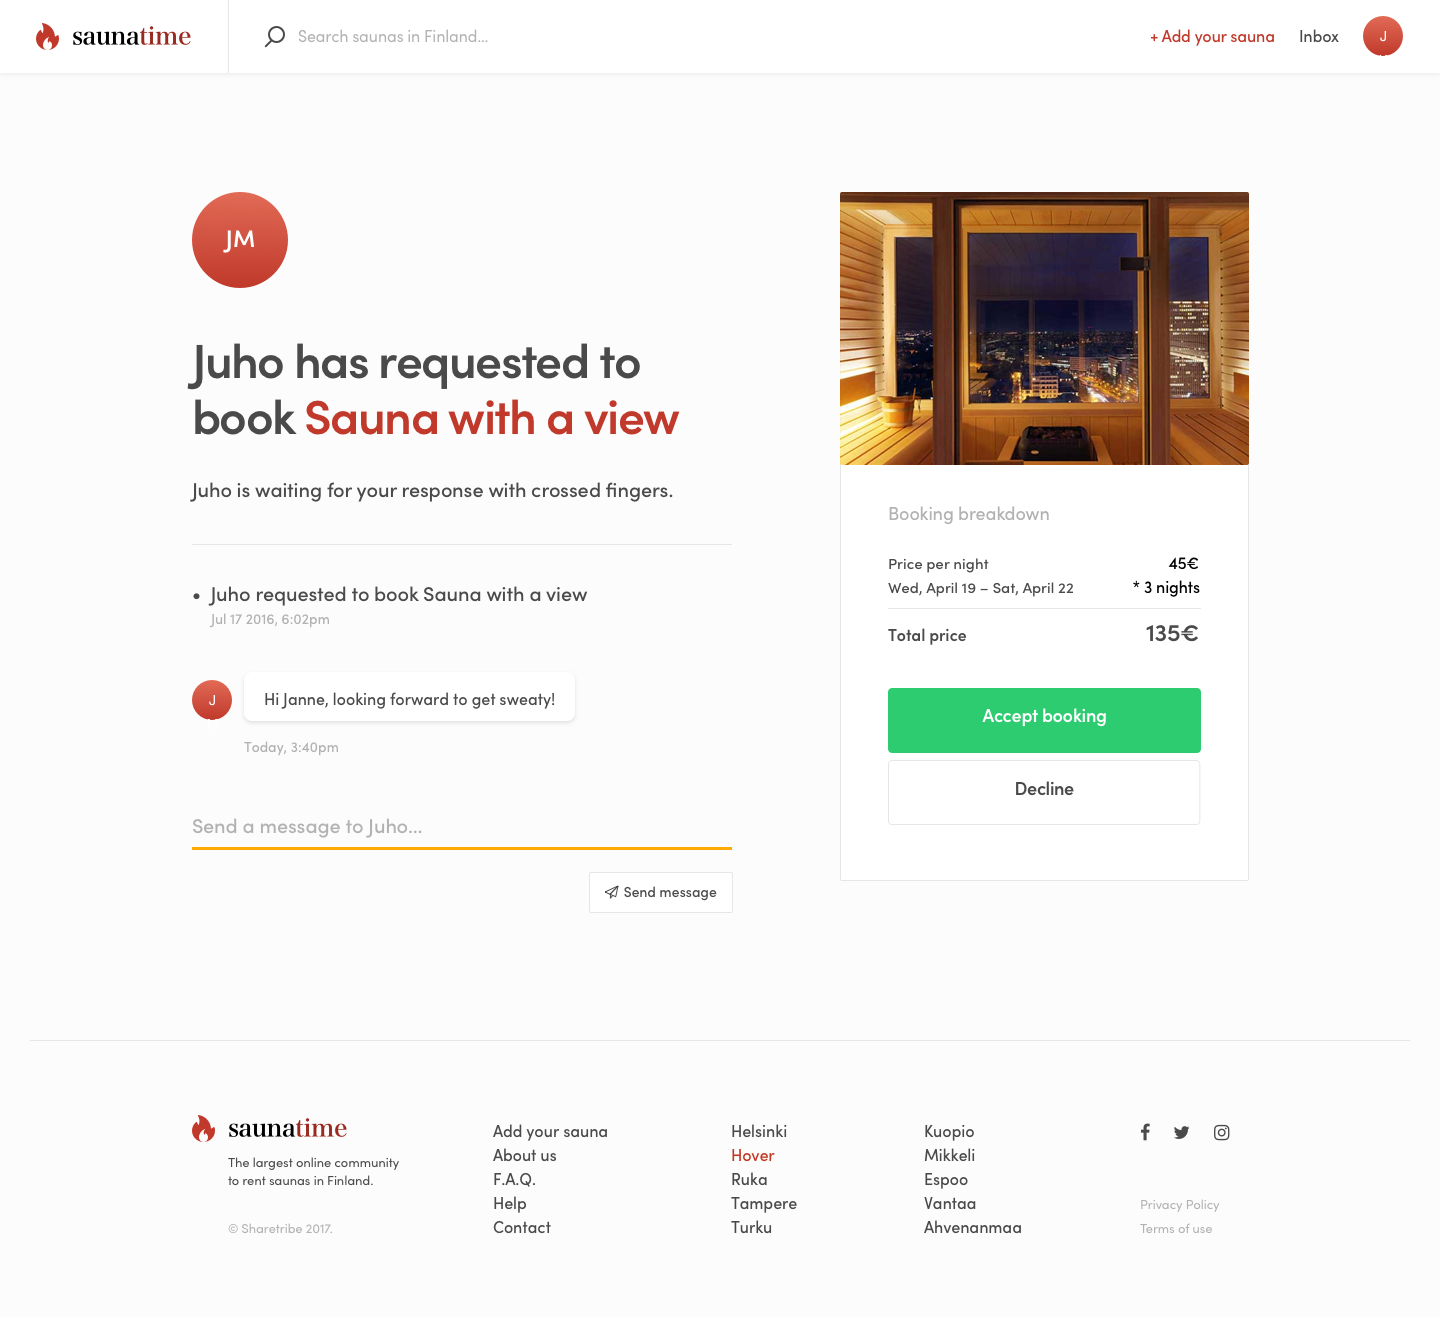 saunatime
Search saunas in Finland…
+ Add your sauna
Inbox
J
JM
Juho has requested to
book Sauna with a view
Juho is waiting for your response with crossed fingers.
• Juho requested to book Sauna with a view
Jul 17 2016, 6:02pm
J
Hi Janne, looking forward to get sweaty!
Today, 3:40pm
Send a message to Juho…
Send message
Booking breakdown
Price per night 45€
Wed, April 19 – Sat, April 22 * 3 nights
Total price 135€
Accept booking
Decline
saunatime
The largest online community
to rent saunas in Finland.
© Sharetribe 2017.
Add your sauna
About us
F.A.Q.
Help
Contact
Helsinki
Hover
Ruka
Tampere
Turku
Kuopio
Mikkeli
Espoo
Vantaa
Ahvenanmaa
Privacy Policy
Terms of use